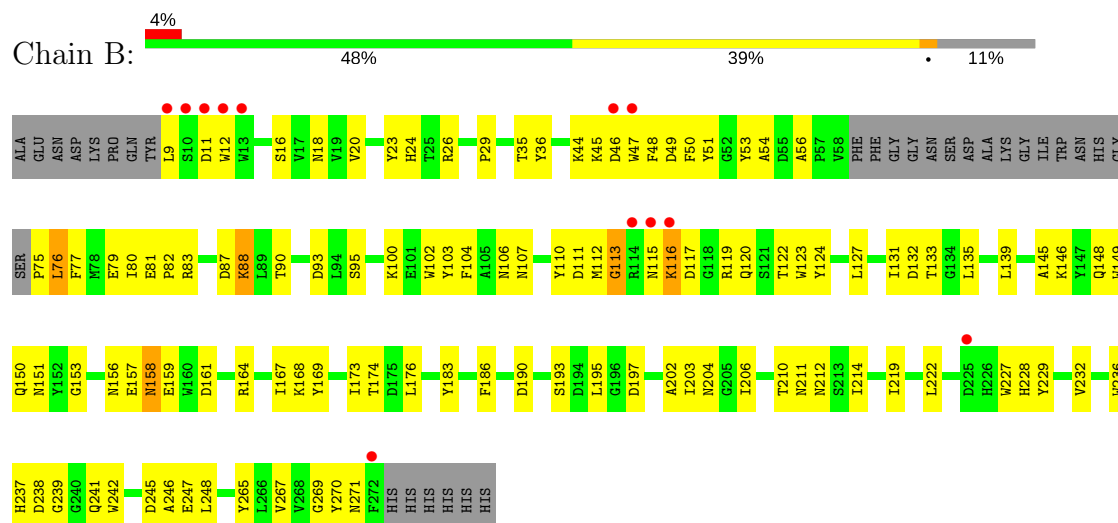 Chain B:
4%
48% 39% • 11%
ALA GLU ASN ASP LYS PRO GLN TYR L9 S10 D11 W12 W13 S16 V17 N18 V19 V20 Y23 H24 T25 R26 P29 T35 Y36 K44 K45 D46 W47 F48 D49 F50 Y51 G52 Y53 A54 D55 A56 P57 V58 PHE PHE GLY GLY ASN SER ASP ALA LYS GLY ILE TRP ASN HIS GLY
SER P75 L76 F77 M78 E79 I80 E81 P82 R83 D87 K88 L89 T90 D93 L94 S95 K100 E101 W102 Y103 F104 A105 N106 N107 Y110 D111 M112 G113 R114 N115 K116 D117 G118 R119 Q120 S121 T122 W123 Y124 L127 I131 D132 T133 G134 L135 L139 A145 K146 Y147 Q148
Q150 N151 Y152 G153 N156 E157 N158 E159 W160 D161 R164 I167 K168 Y169 I173 T174 D175 L176 Y183 F186 D190 S193 D194 L195 G196 D197 A202 I203 N204 G205 I206 T210 N211 N212 S213 I214 I219 L222 D225 H226 W227 H228 Y229 V232 W236
H237 D238 G239 G240 Q241 W242 D245 A246 E247 L248 Y265 L266 V267 V268 G269 Y270 N271 F272 HIS HIS HIS HIS HIS HIS